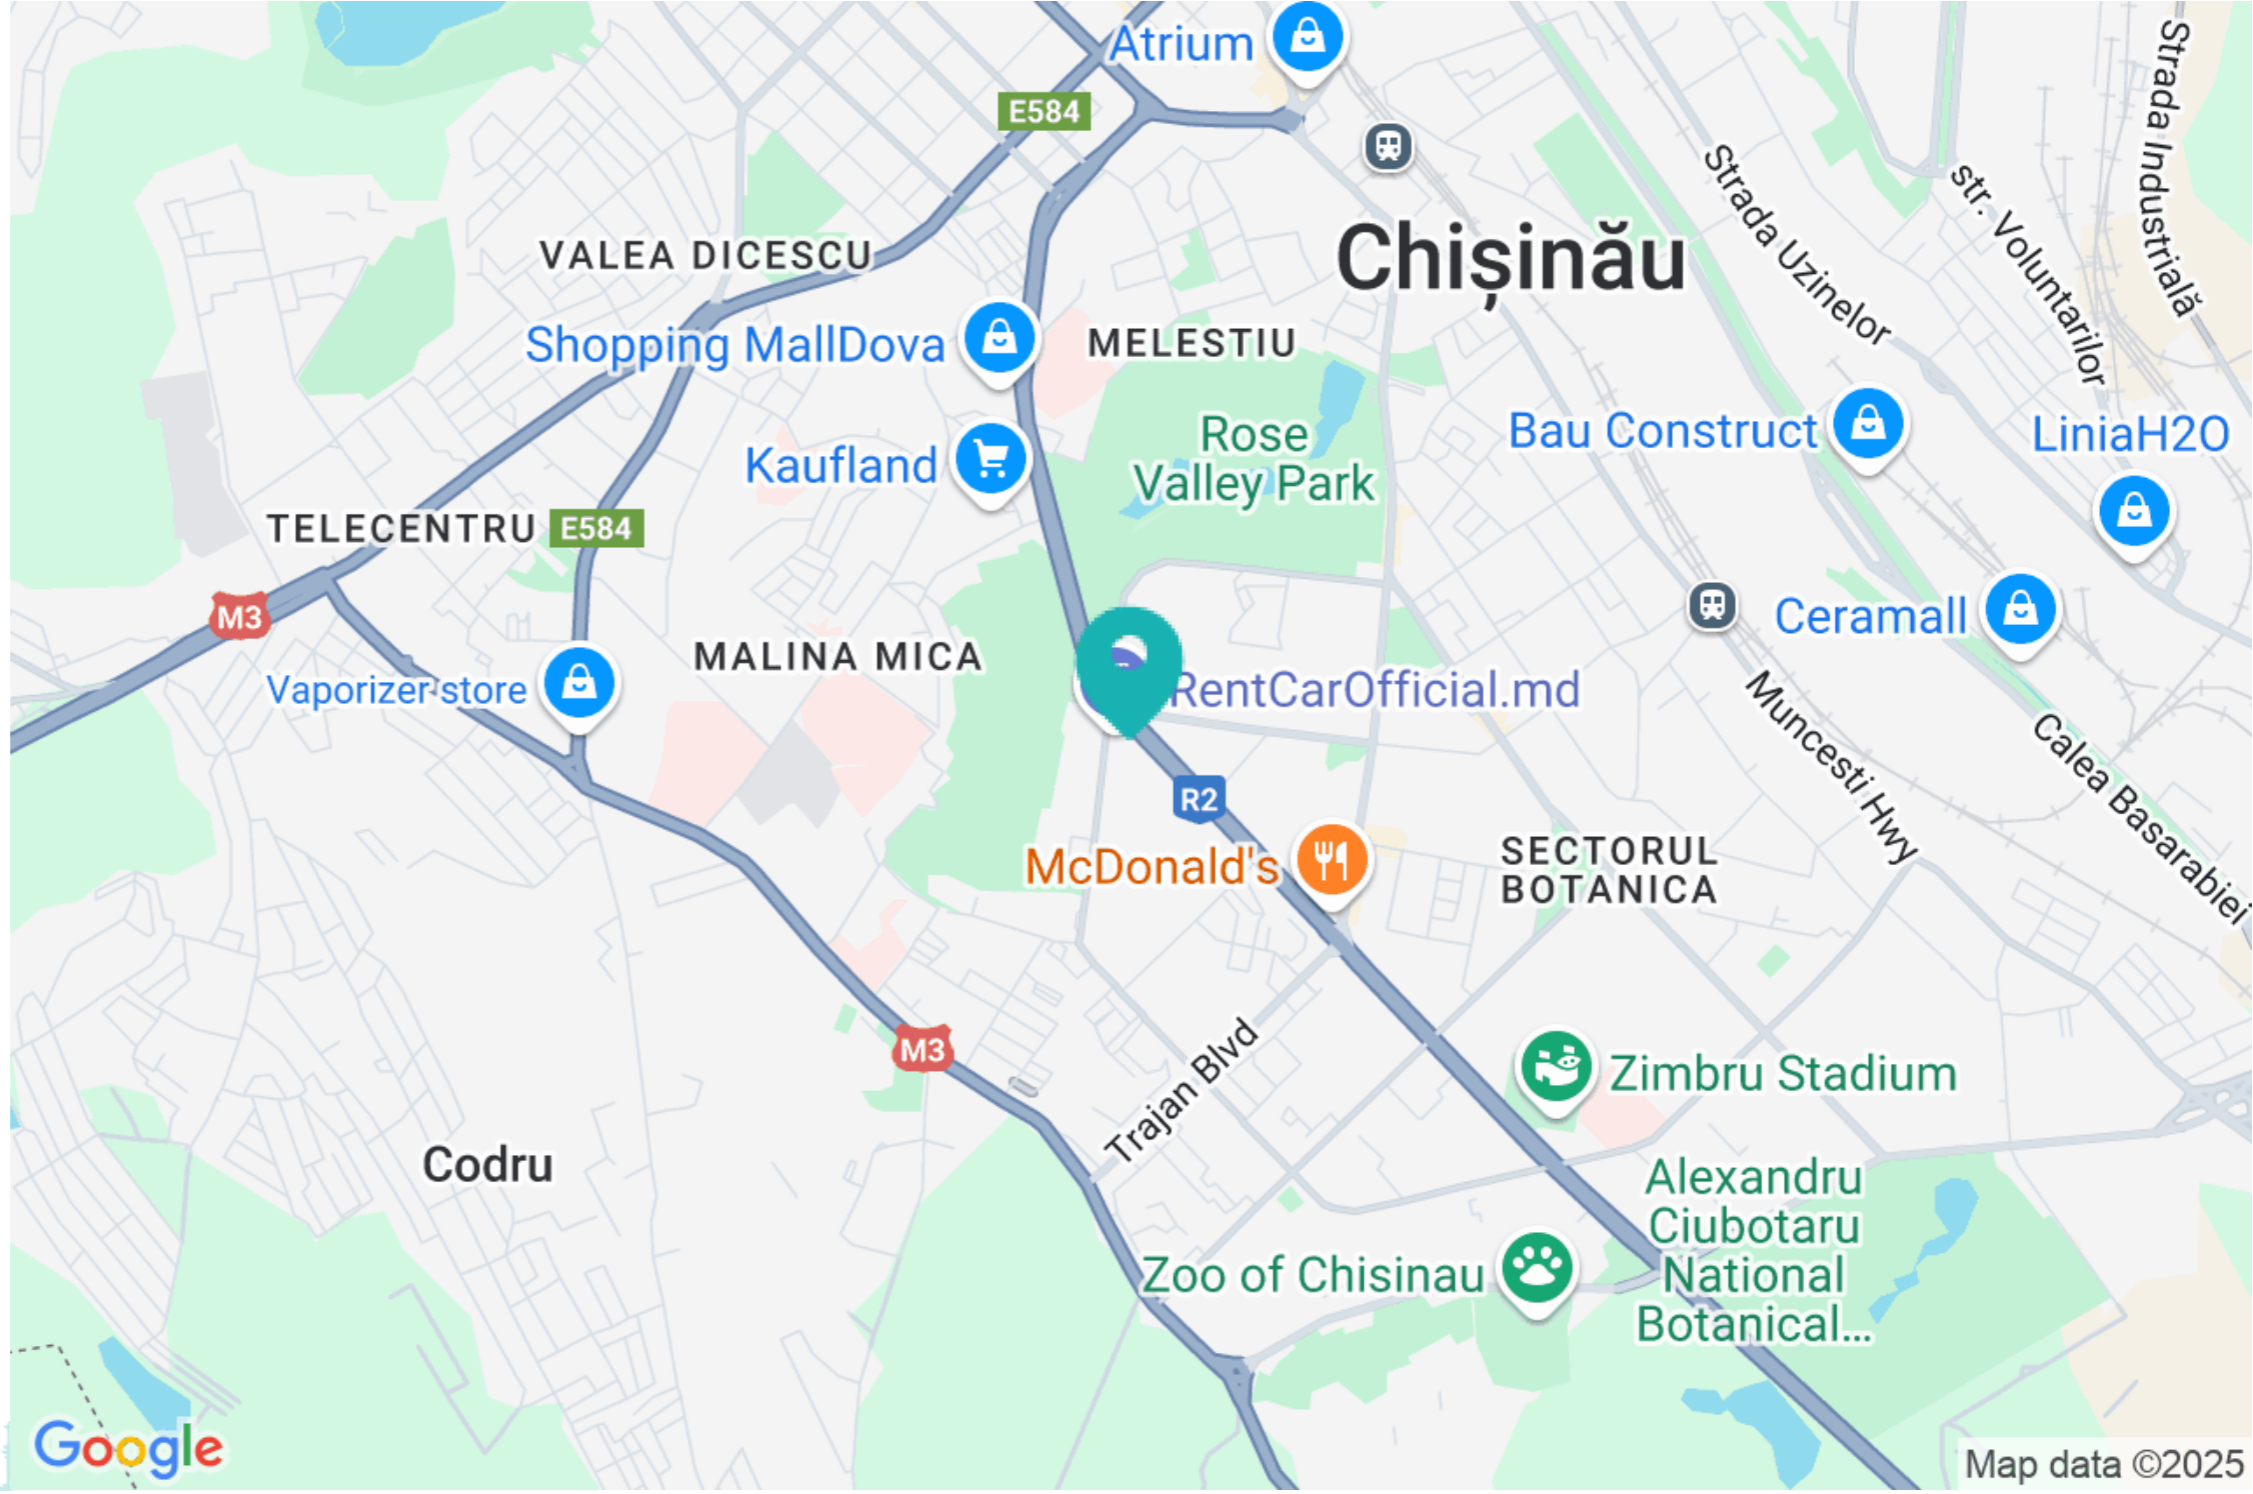 Atrium
E584
Strada Industrială
Strada Uzinelor
str. Voluntarilor
VALEA DICESCU
Chișinău
Shopping MallDova
MELESTIU
Rose
Valley Park
Bau Construct
LiniaH2O
Kaufland
TELECENTRU
E584
M3
Ceramall
MALINA MICA
Vaporizer store
RentCarOfficial.md
Muncesti Hwy
Calea Basarabiei
R2
McDonald's
SECTORUL
BOTANICA
M3
Trajan Blvd
Zimbru Stadium
Codru
Alexandru
Ciubotaru
National
Botanical...
Zoo of Chisinau
Google
Map data ©2025